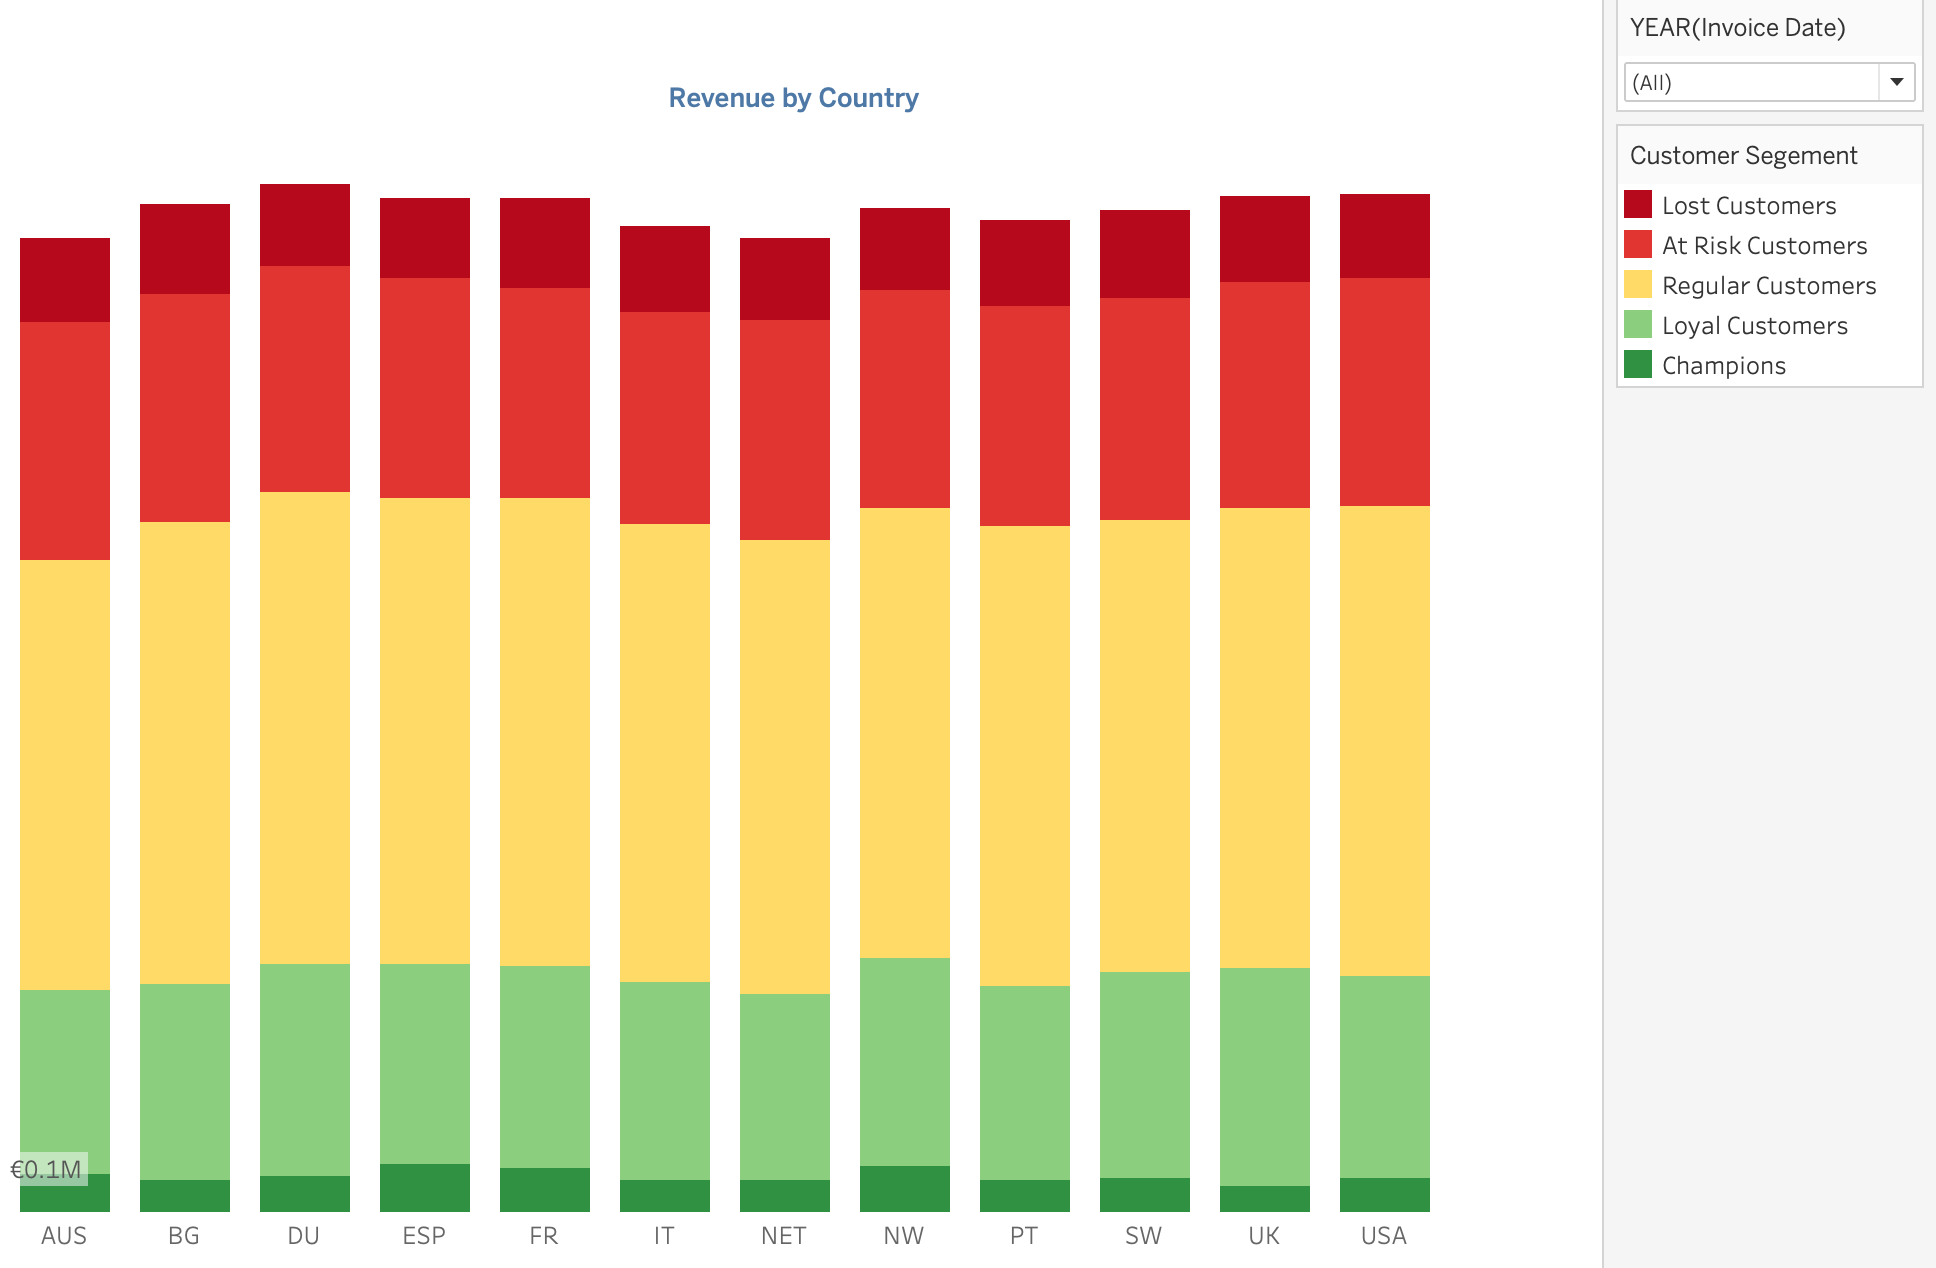 Revenue by Country
€0.1M
AUS BG DU ESP FR IT NET NW PT SW UK USA
YEAR(Invoice Date)
(All)
Customer Segement
Lost Customers
At Risk Customers
Regular Customers
Loyal Customers
Champions